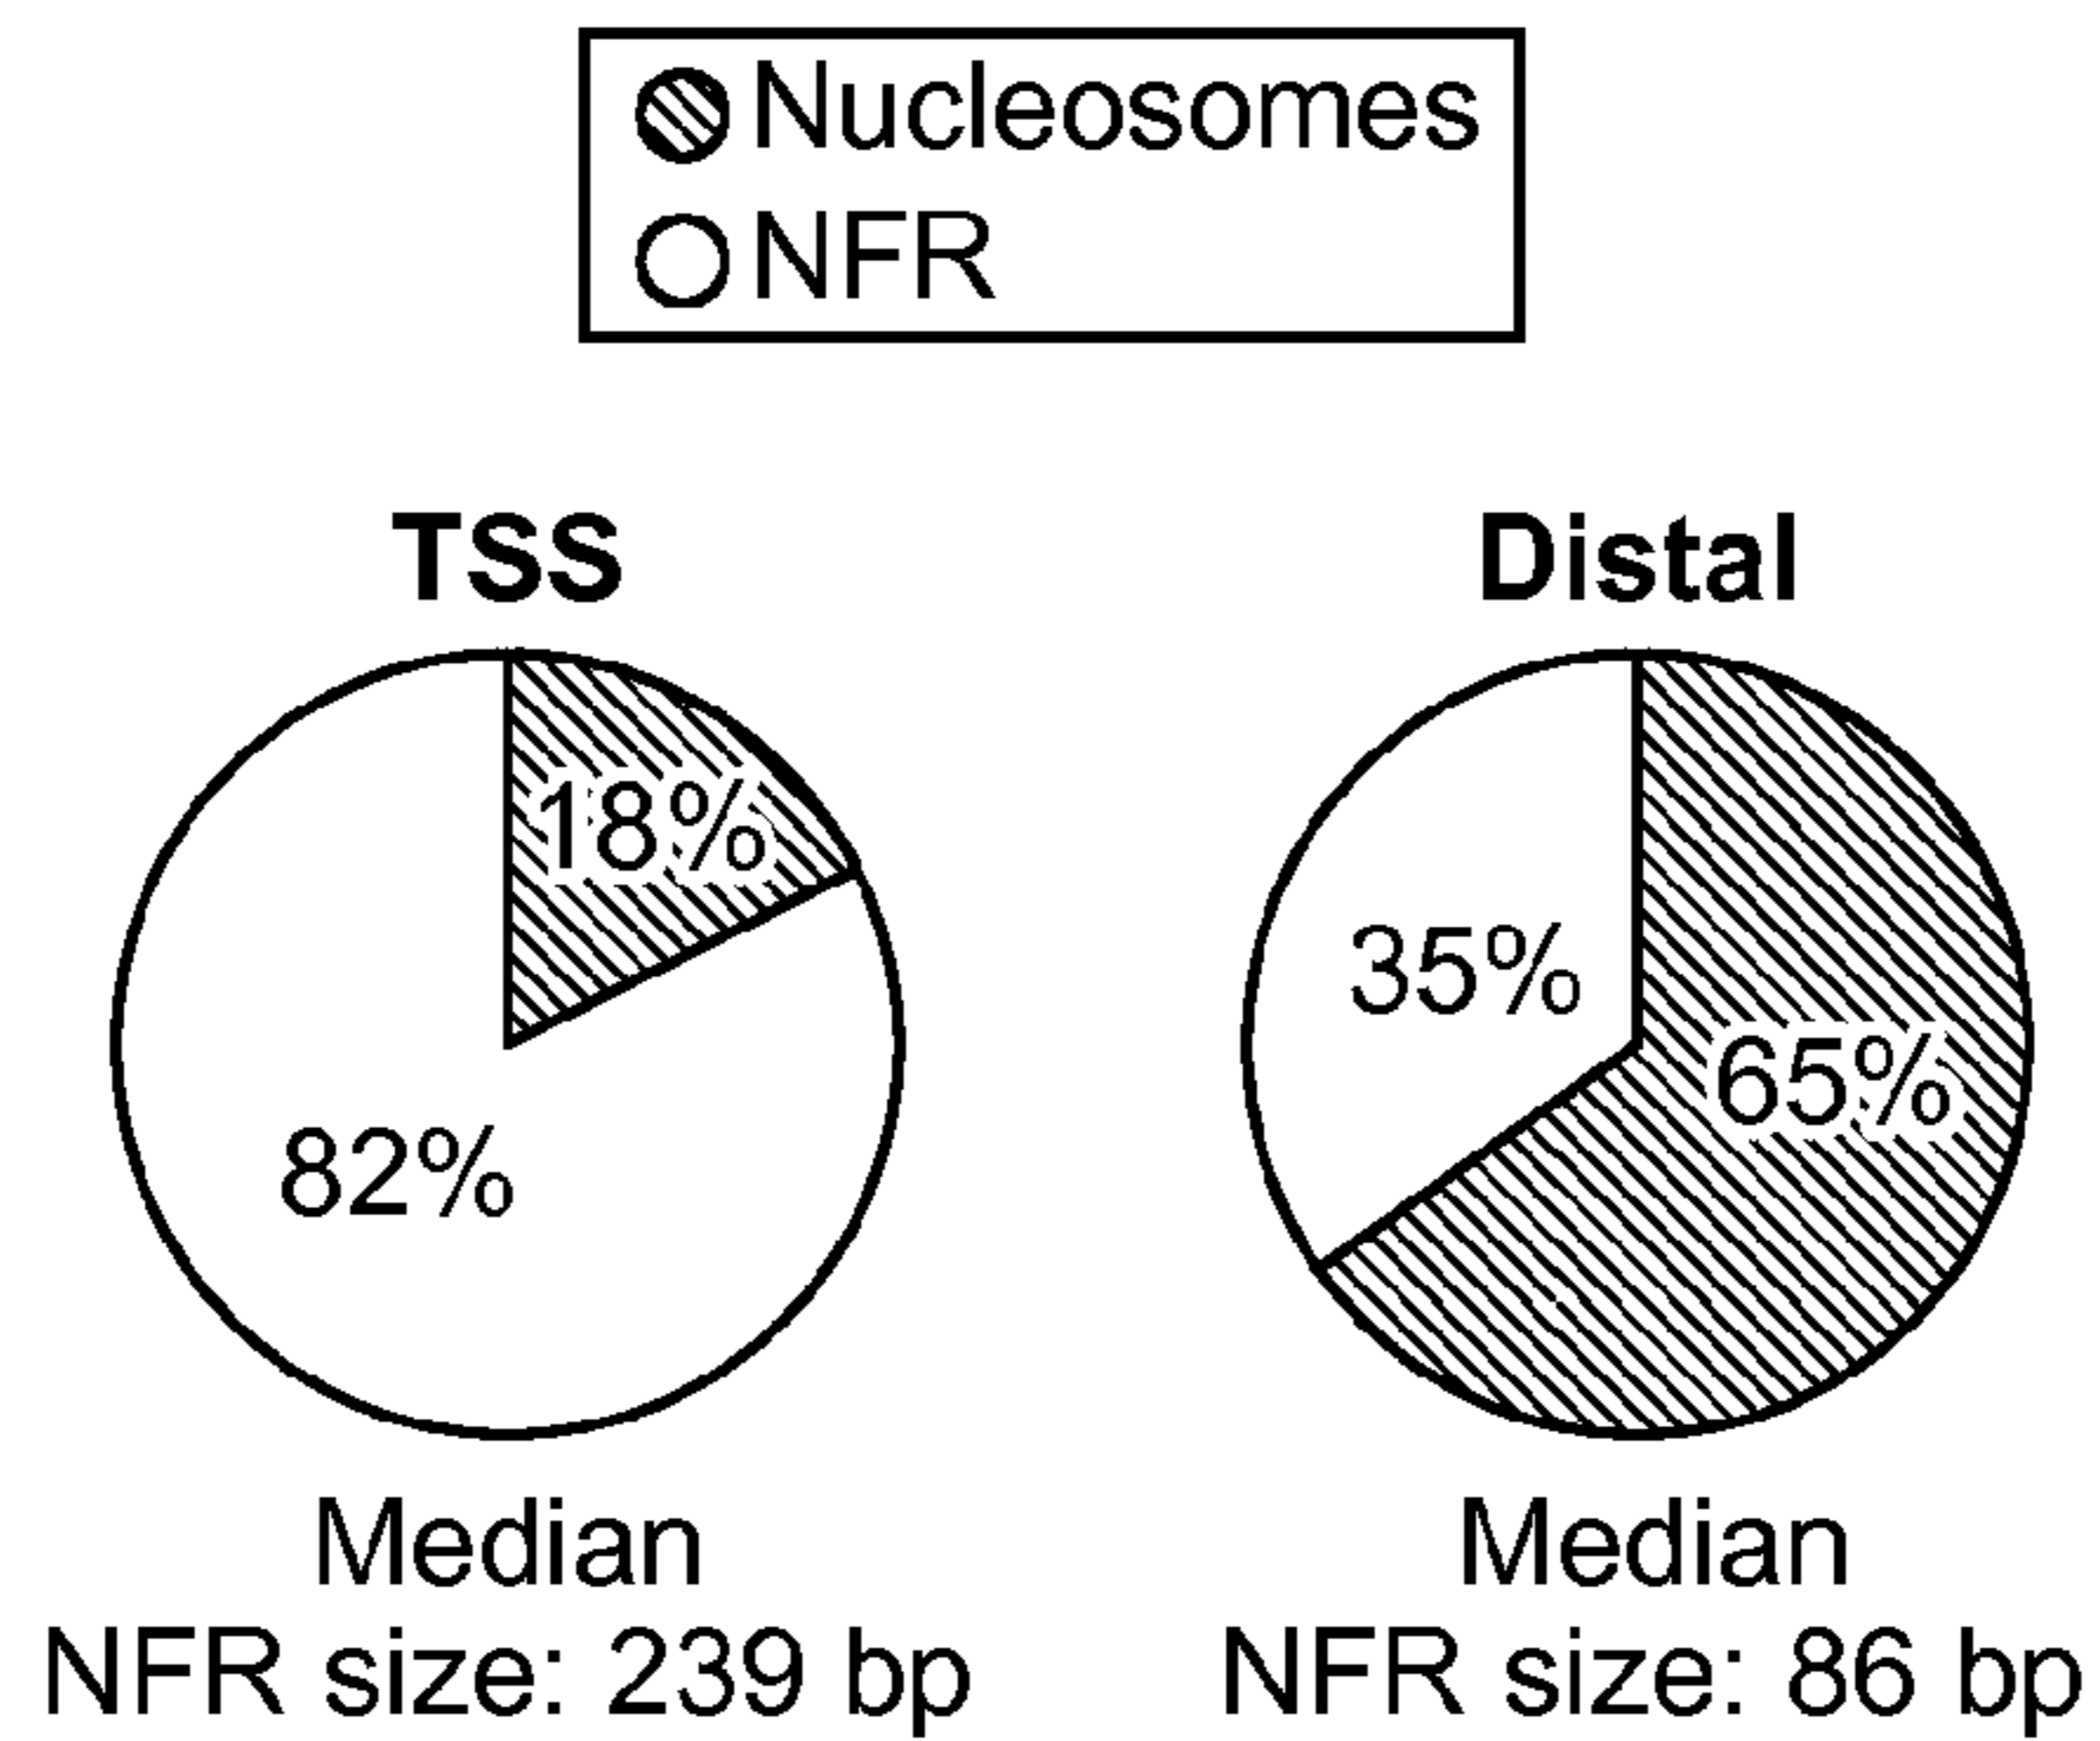 Nucleosomes
NFR
TSS
18%
82%
Median
NFR size: 239 bp
Distal
35%
65%
Median
NFR size: 86 bp